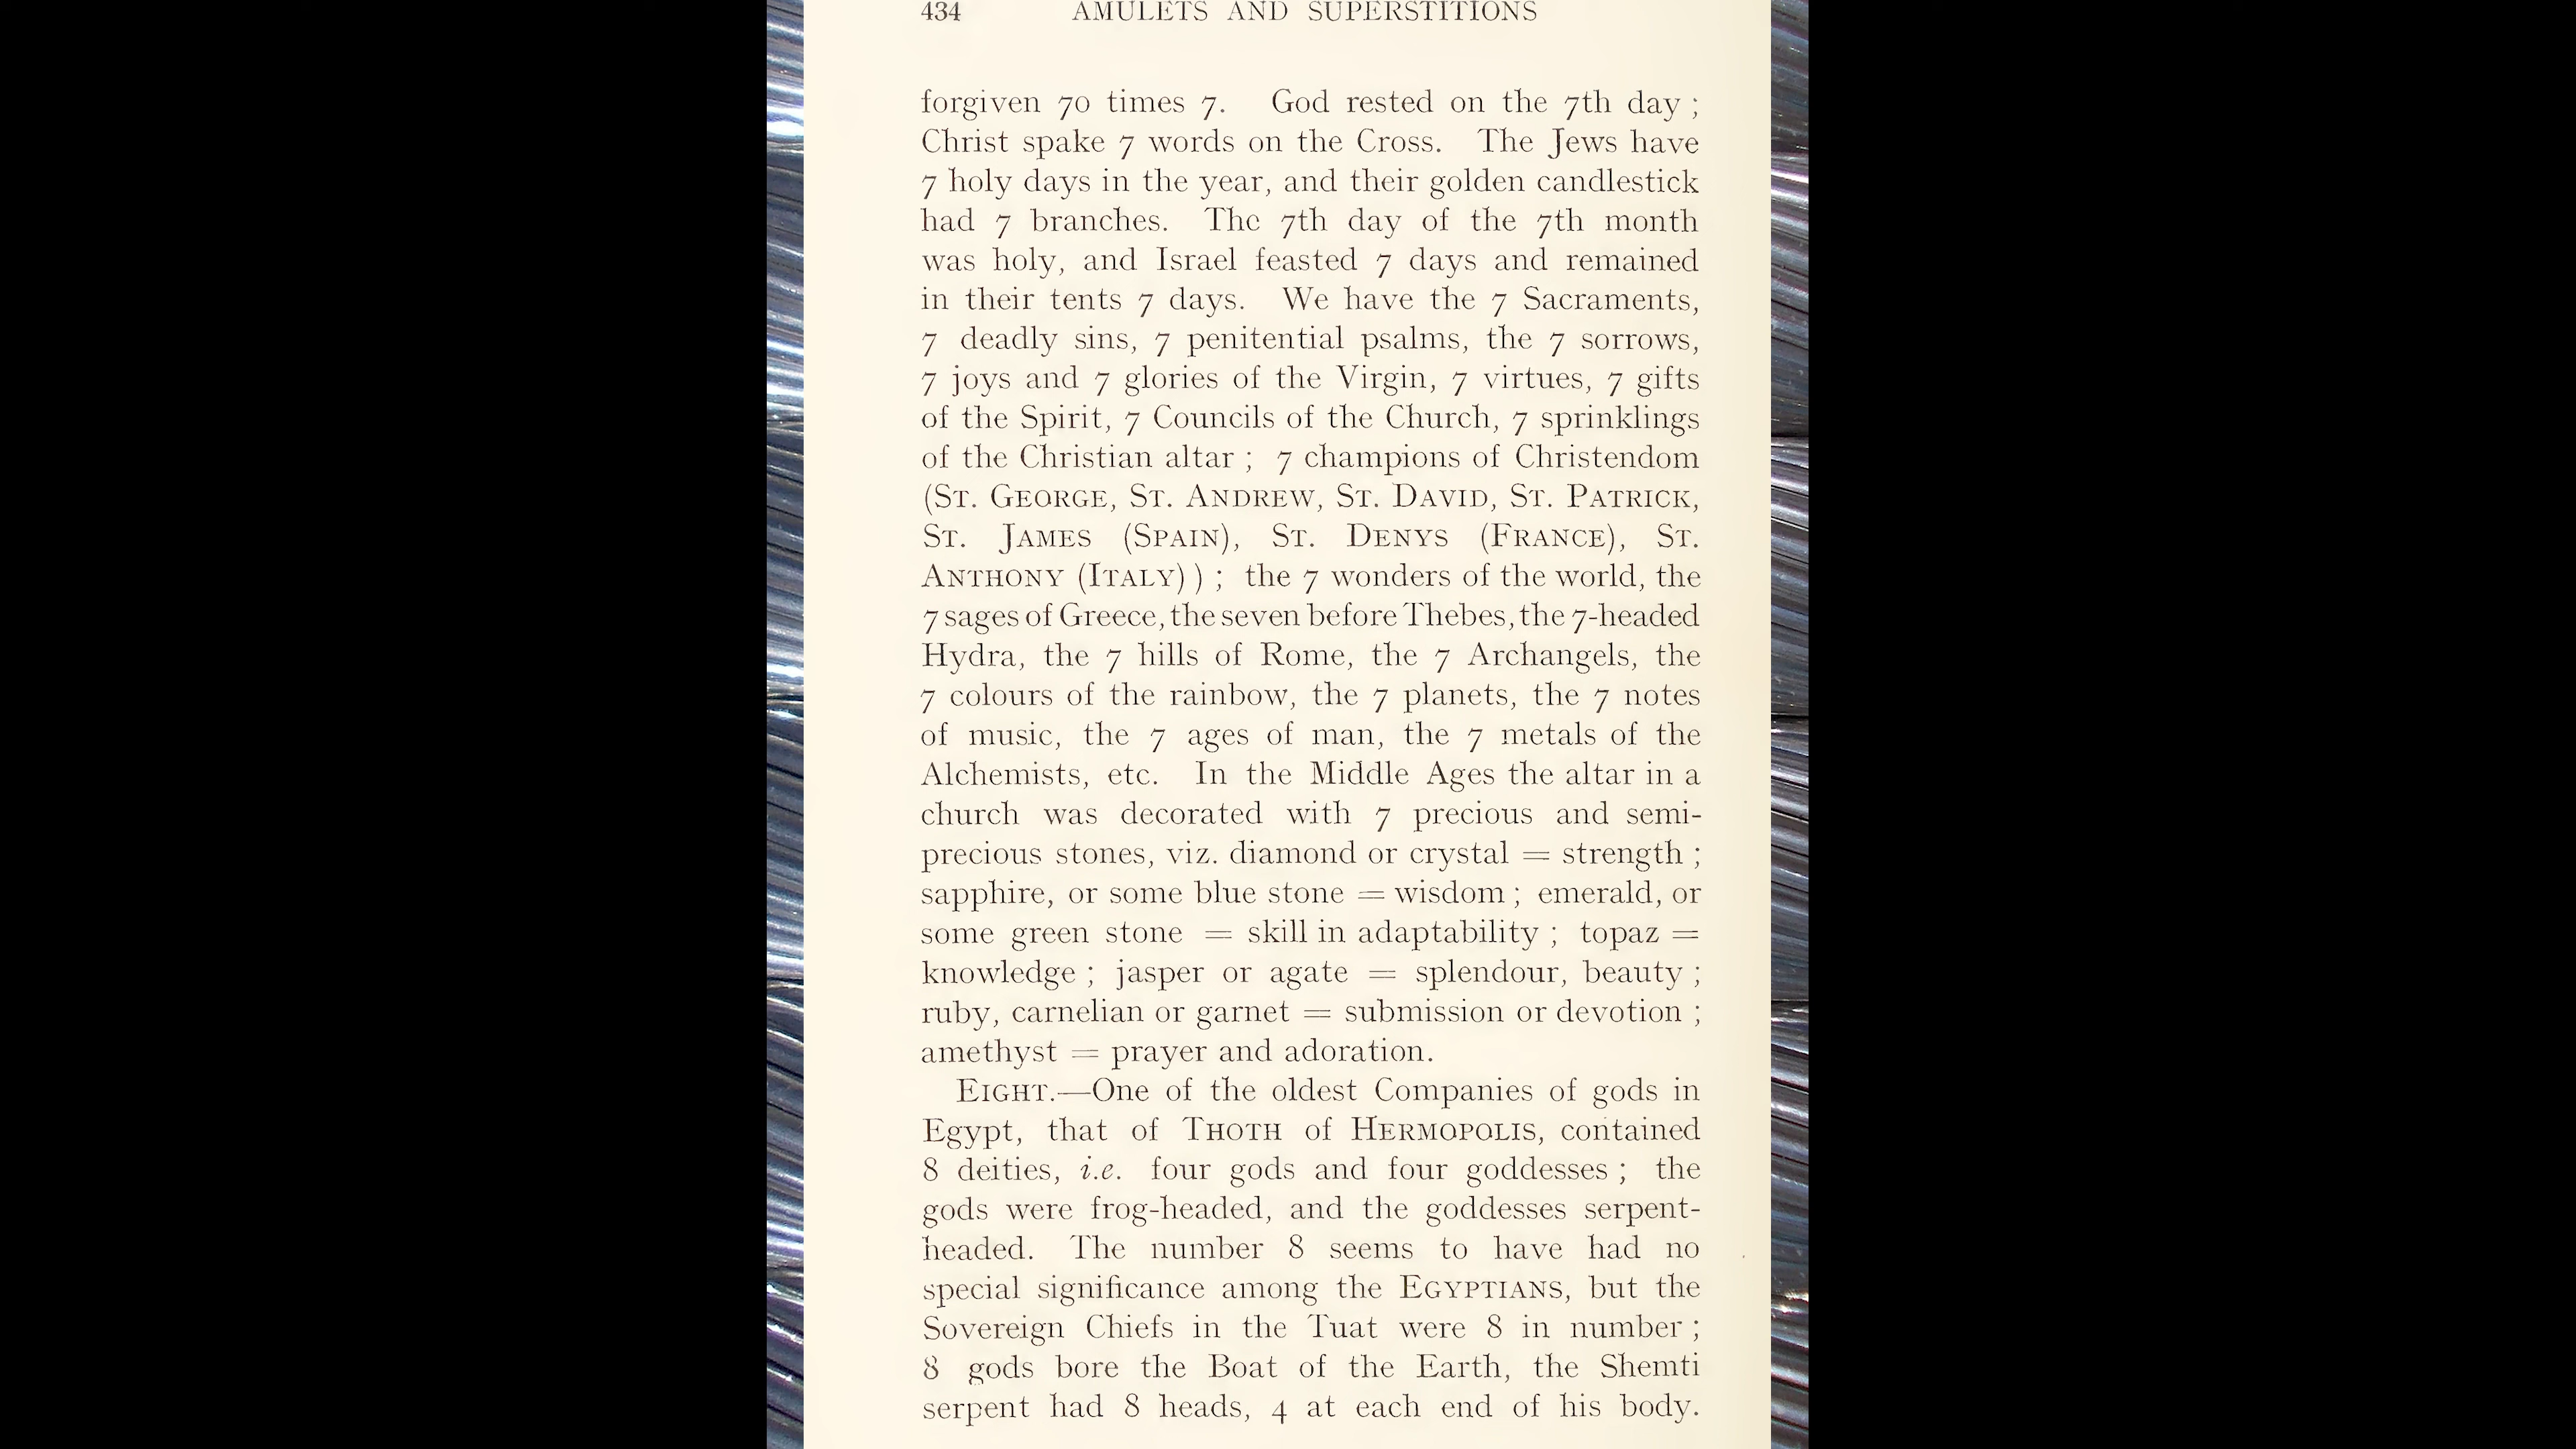 434 AMULETS AND SUPERSTITIONS
forgiven 70 times 7. God rested on the 7th day ;
Christ spake 7 words on the Cross. The Jews have
7 holy days in the year, and their golden candlestick
had 7 branches. The 7th day of the 7th month
was holy, and Israel feasted 7 days and remained
in their tents 7 days. We have the 7 Sacraments,
7 deadly sins, 7 penitential psalms, the 7 sorrows,
7 joys and 7 glories of the Virgin, 7 virtues, 7 gifts
of the Spirit, 7 Councils of the Church, 7 sprinklings
of the Christian altar ; 7 champions of Christendom
(ST. GEORGE, ST. ANDREW, ST. DAVID, ST. PATRICK,
ST. JAMES (SPAIN), ST. DENYS (FRANCE), ST.
ANTHONY (ITALY) ) ; the 7 wonders of the world, the
7 sages of Greece, the seven before Thebes, the 7-headed
Hydra, the 7 hills of Rome, the 7 Archangels, the
7 colours of the rainbow, the 7 planets, the 7 notes
of music, the 7 ages of man, the 7 metals of the
Alchemists, etc. In the Middle Ages the altar in a
church was decorated with 7 precious and semi-
precious stones, viz. diamond or crystal = strength ;
sapphire, or some blue stone = wisdom ; emerald, or
some green stone = skill in adaptability ; topaz =
knowledge ; jasper or agate = splendour, beauty ;
ruby, carnelian or garnet = submission or devotion ;
amethyst = prayer and adoration.
EIGHT.—One of the oldest Companies of gods in
Egypt, that of THOTH of HERMOPOLIS, contained
8 deities, i.e. four gods and four goddesses ; the
gods were frog-headed, and the goddesses serpent-
headed. The number 8 seems to have had no
special significance among the EGYPTIANS, but the
Sovereign Chiefs in the Tuat were 8 in number ;
8 gods bore the Boat of the Earth, the Shemti
serpent had 8 heads, 4 at each end of his body.